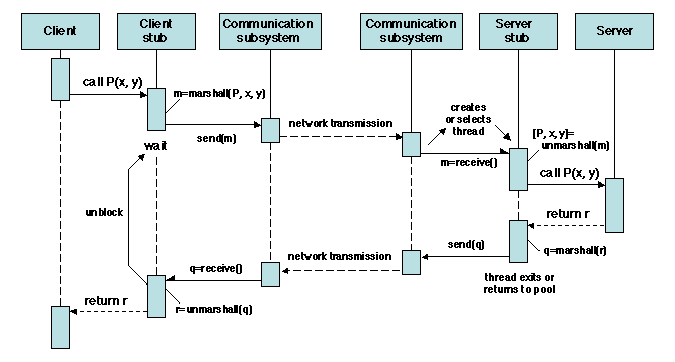 Client
Client
stub
Communication
subsystem
Communication
subsystem
Server
stub
Server
call P(x, y)
m=marshall(P, x, y)
send(m)
network transmission
creates
or selects
thread
m=receive()
[P, x, y]=
unmarshall(m)
call P(x, y)
wait
unblock
return r
q=marshall(r)
send(q)
network transmission
q=receive()
thread exits or
returns to pool
return r
r=unmarshall(q)